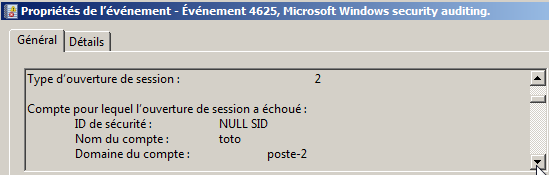 Propriétés de l'événement - Événement 4625, Microsoft Windows security auditing.
Général Détails
Type d'ouverture de session : 2
Compte pour lequel l'ouverture de session a échoué :
ID de sécurité : NULL SID
Nom du compte : toto
Domaine du compte : poste-2